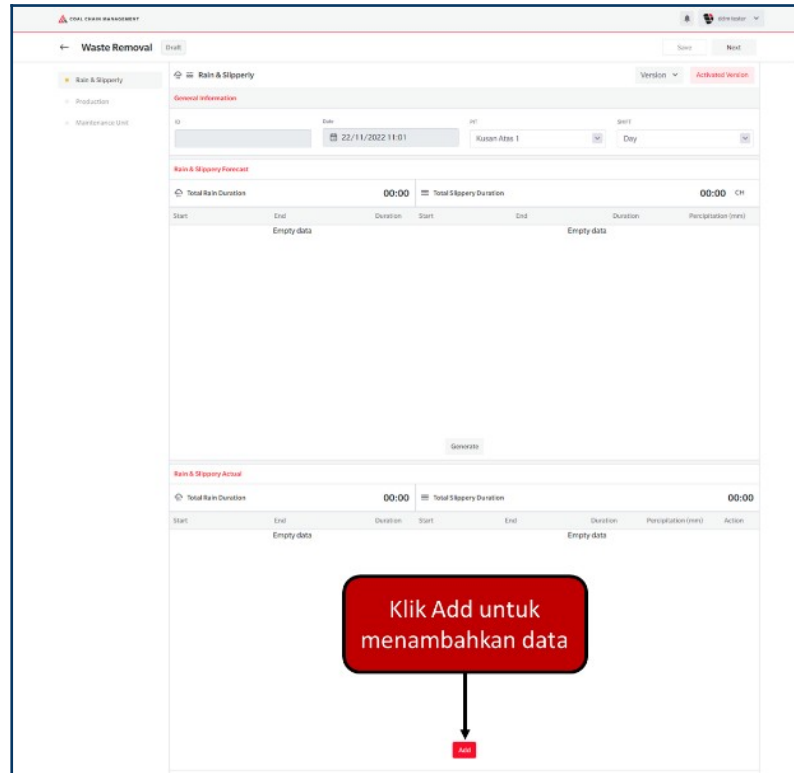 COAL CHAIN MANAGEMENT
Waste Removal Draft Save Next
Rain & Slipperly
Production
Maintenance Unit
Rain & Slipperly Version Activated Version
General Information
ID Date PIT SHIFT
22/11/2022 11:01 Kusan Atas 1 Day
Rain & Slippery Forecast
Total Rain Duration 00:00 Total Slippery Duration 00:00 CH
Start End Duration Start End Duration Percipitation (mm)
Empty data Empty data
Generate
Rain & Slippery Actual
Total Rain Duration 00:00 Total Slippery Duration 00:00
Start End Duration Start End Duration Percipitation (mm) Action
Empty data Empty data
Klik Add untuk
menambahkan data
Add